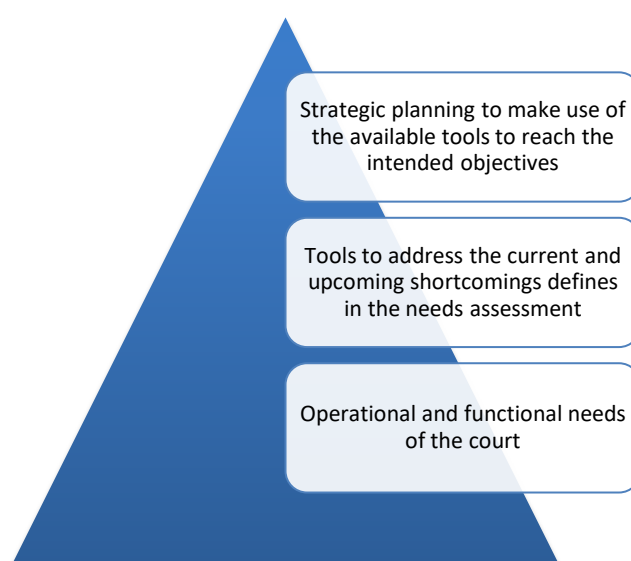 Strategic planning to make use of
the available tools to reach the
intended objectives
Tools to address the current and
upcoming shortcomings defines
in the needs assessment
Operational and functional needs
of the court